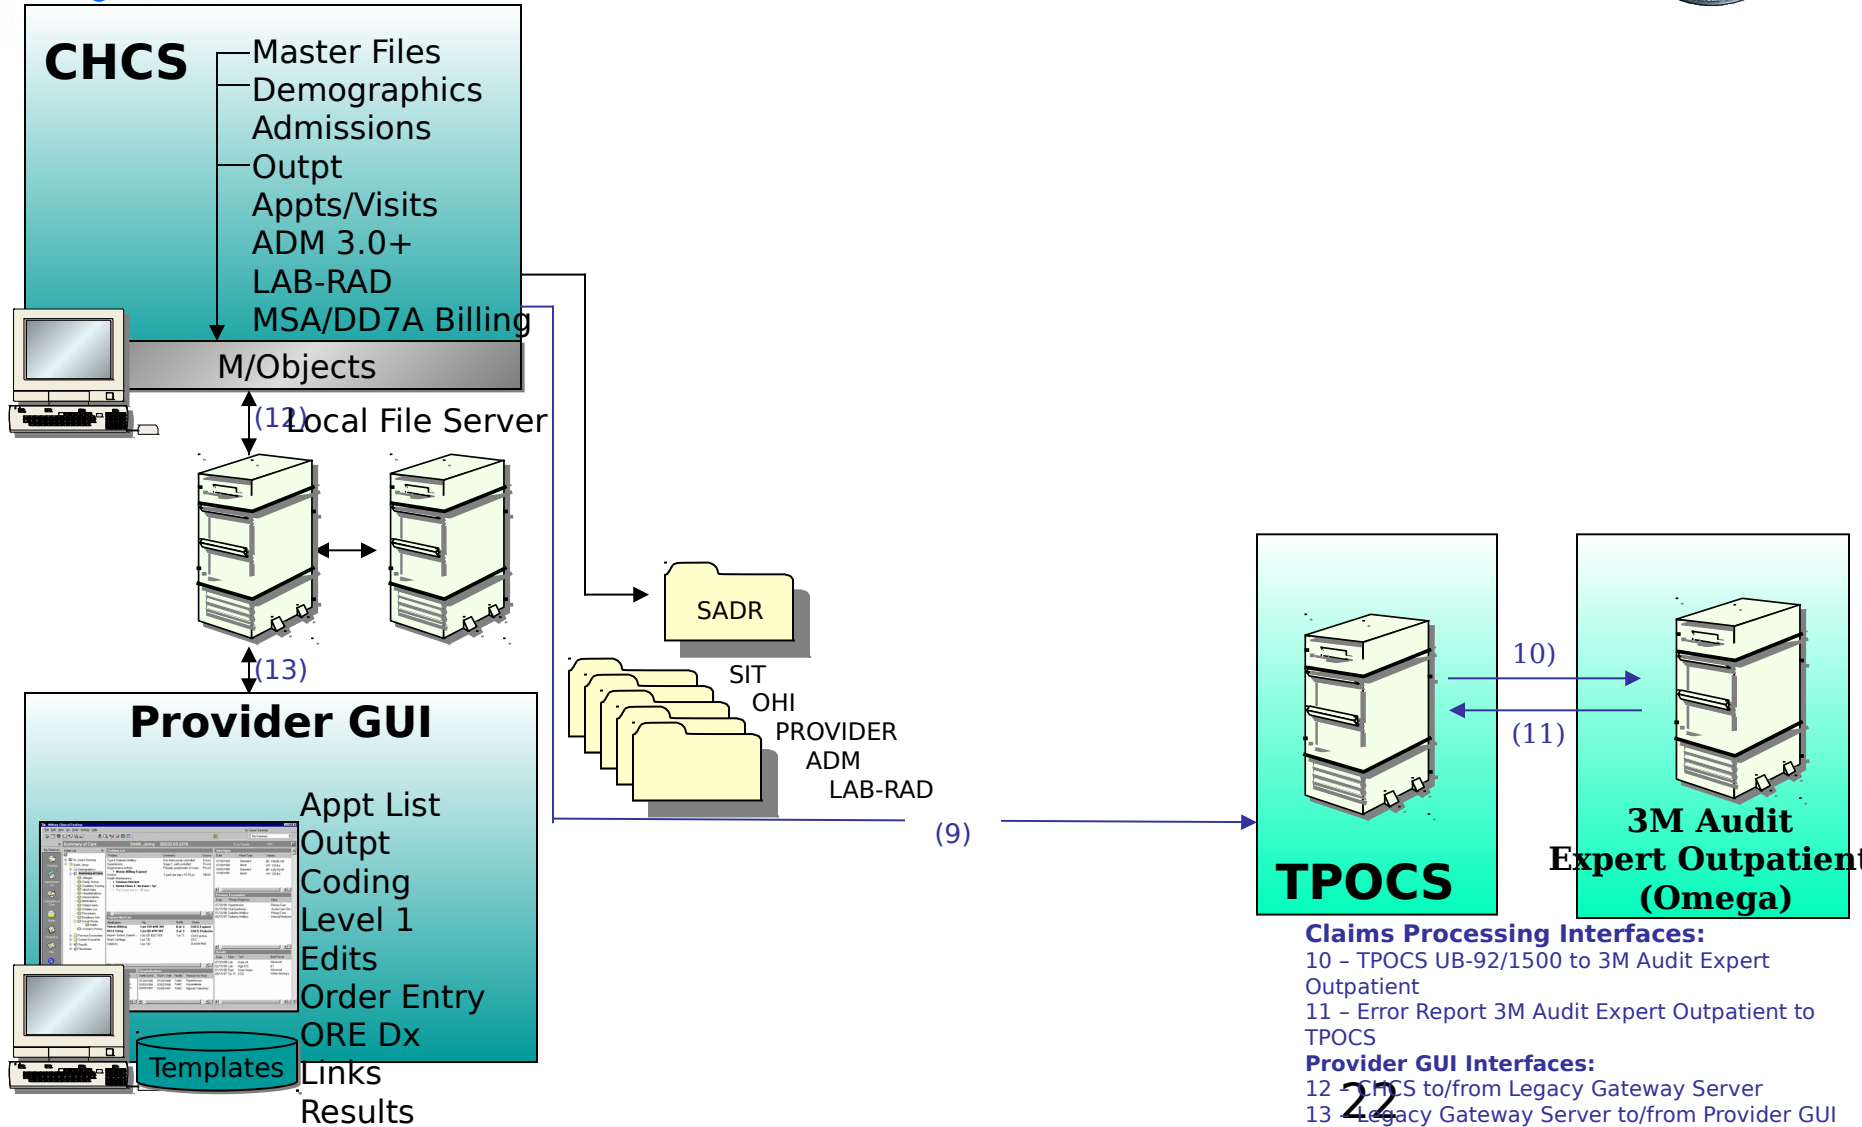 CHCS
Master Files
Demographics
Admissions
Outpt
Appts/Visits
ADM 3.0+
LAB-RAD
MSA/DD7A Billing
M/Objects
(12)
Local File Server
SADR
SIT
OHI
PROVIDER
ADM
LAB-RAD
(13)
Provider GUI
Appt List
Outpt
Coding
Level 1
Edits
Order Entry
ORE Dx
Links
Results
Templates
(9)
10)
(11)
TPOCS
3M Audit
Expert Outpatient
(Omega)
Claims Processing Interfaces:
10 – TPOCS UB-92/1500 to 3M Audit Expert
Outpatient
11 – Error Report 3M Audit Expert Outpatient to
TPOCS
Provider GUI Interfaces:
12 – CHCS to/from Legacy Gateway Server
13 – Legacy Gateway Server to/from Provider GUI
22